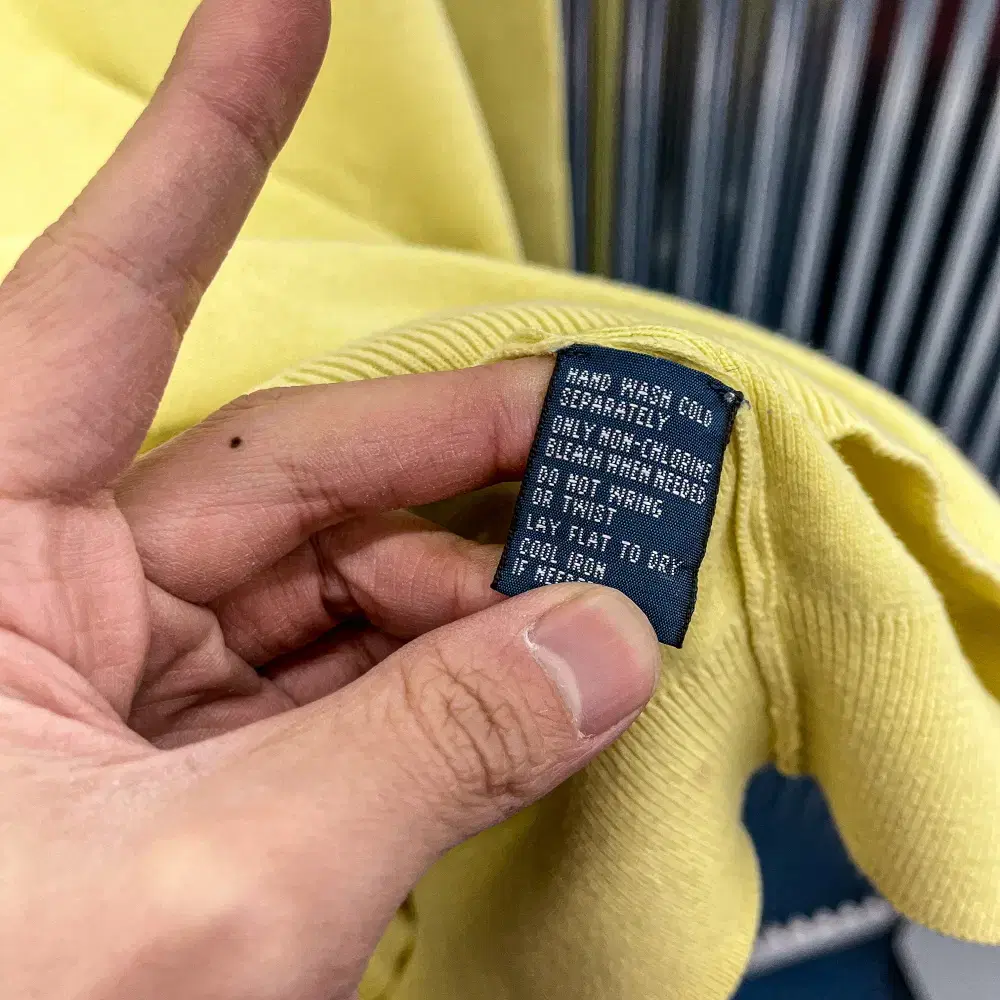 HAND WASH COLD
SEPARATELY
ONLY NON-CHLORINE
BLEACH WHEN NEEDED
DO NOT WRING
OR TWIST
LAY FLAT TO DRY
COOL IRON
IF